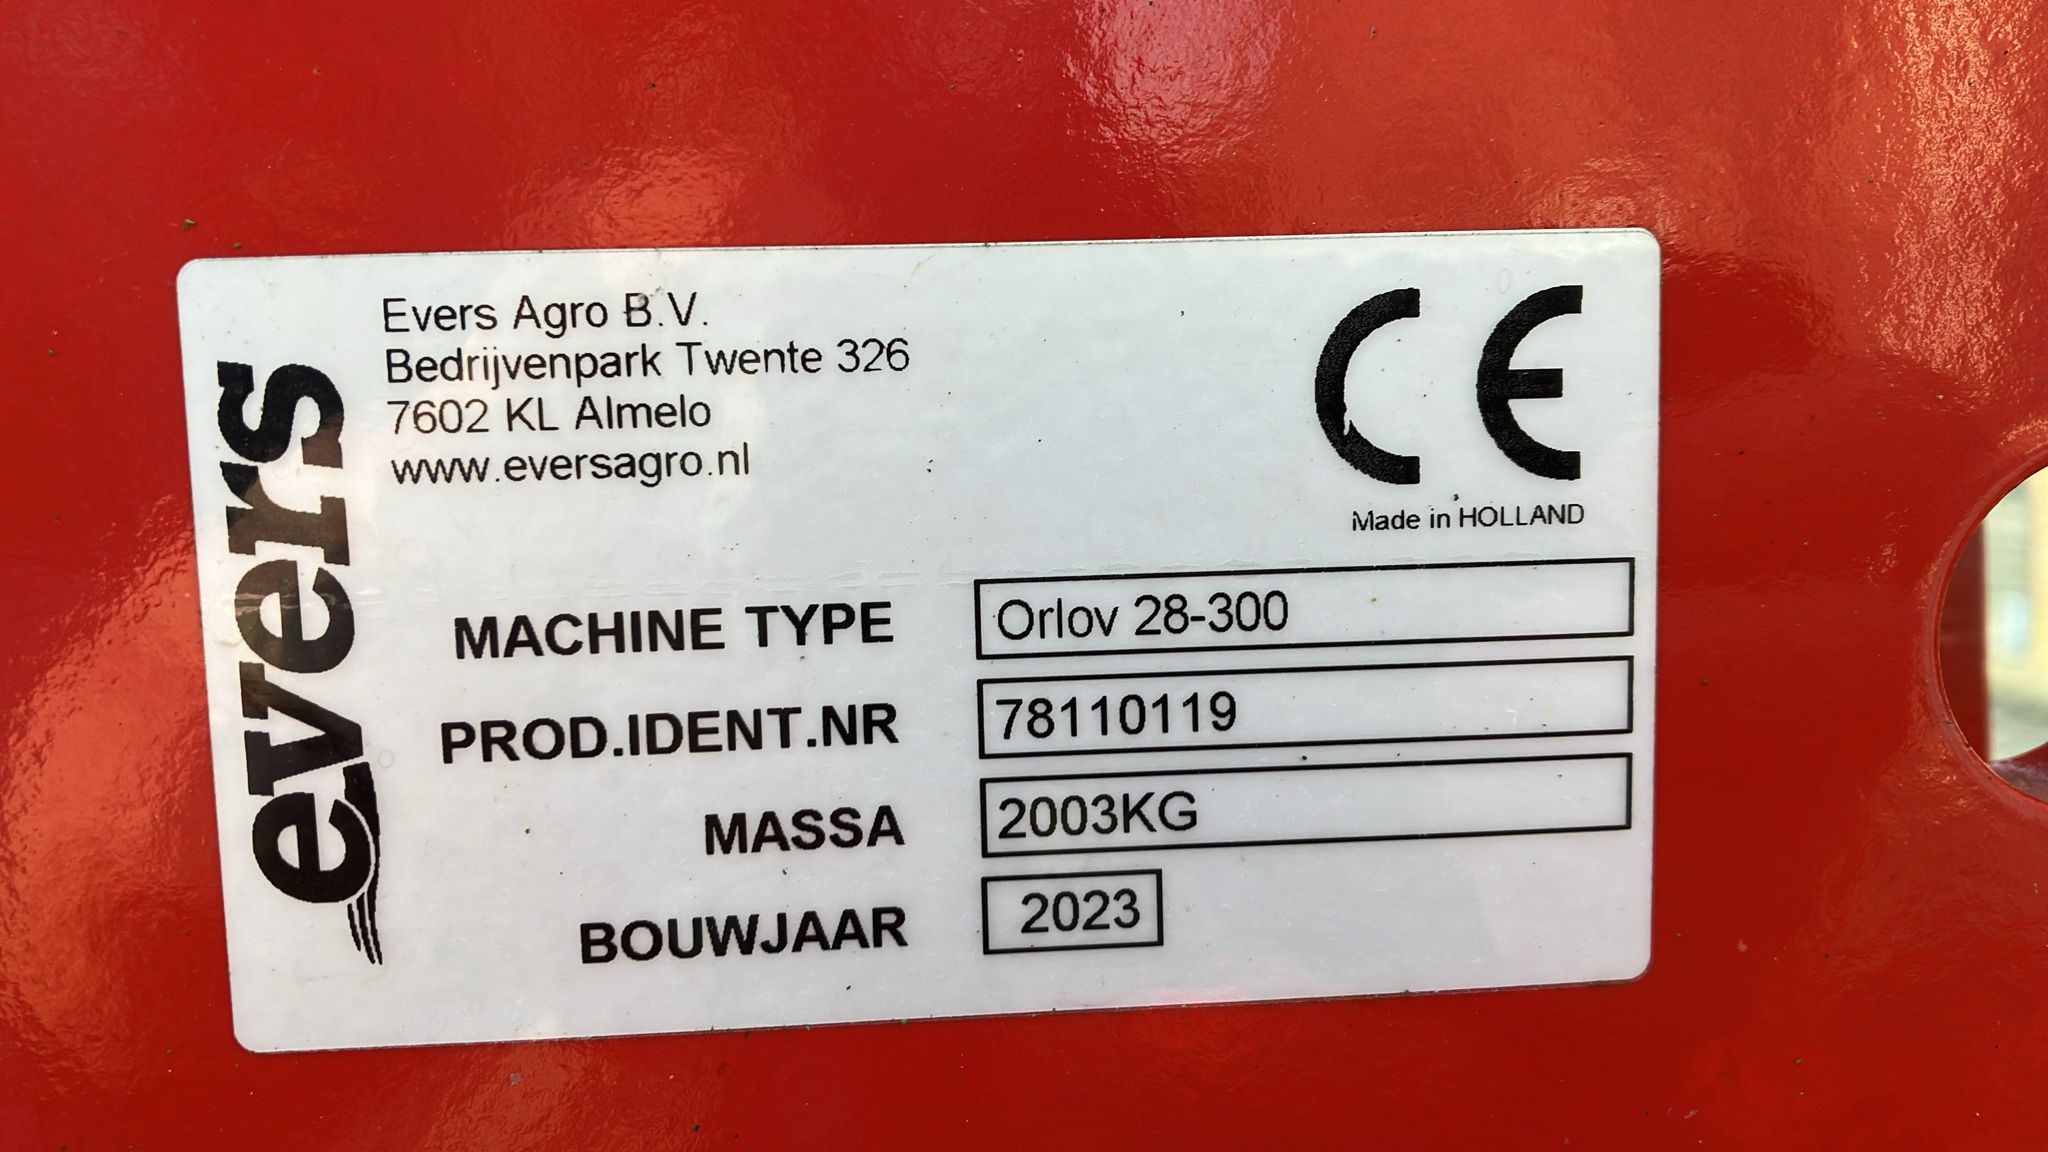 evers
Evers Agro B.V.
Bedrijvenpark Twente 326
7602 KL Almelo
www.eversagro.nl
CE
Made in HOLLAND
MACHINE TYPE Orlov 28-300
PROD.IDENT.NR 78110119
MASSA 2003KG
BOUWJAAR 2023